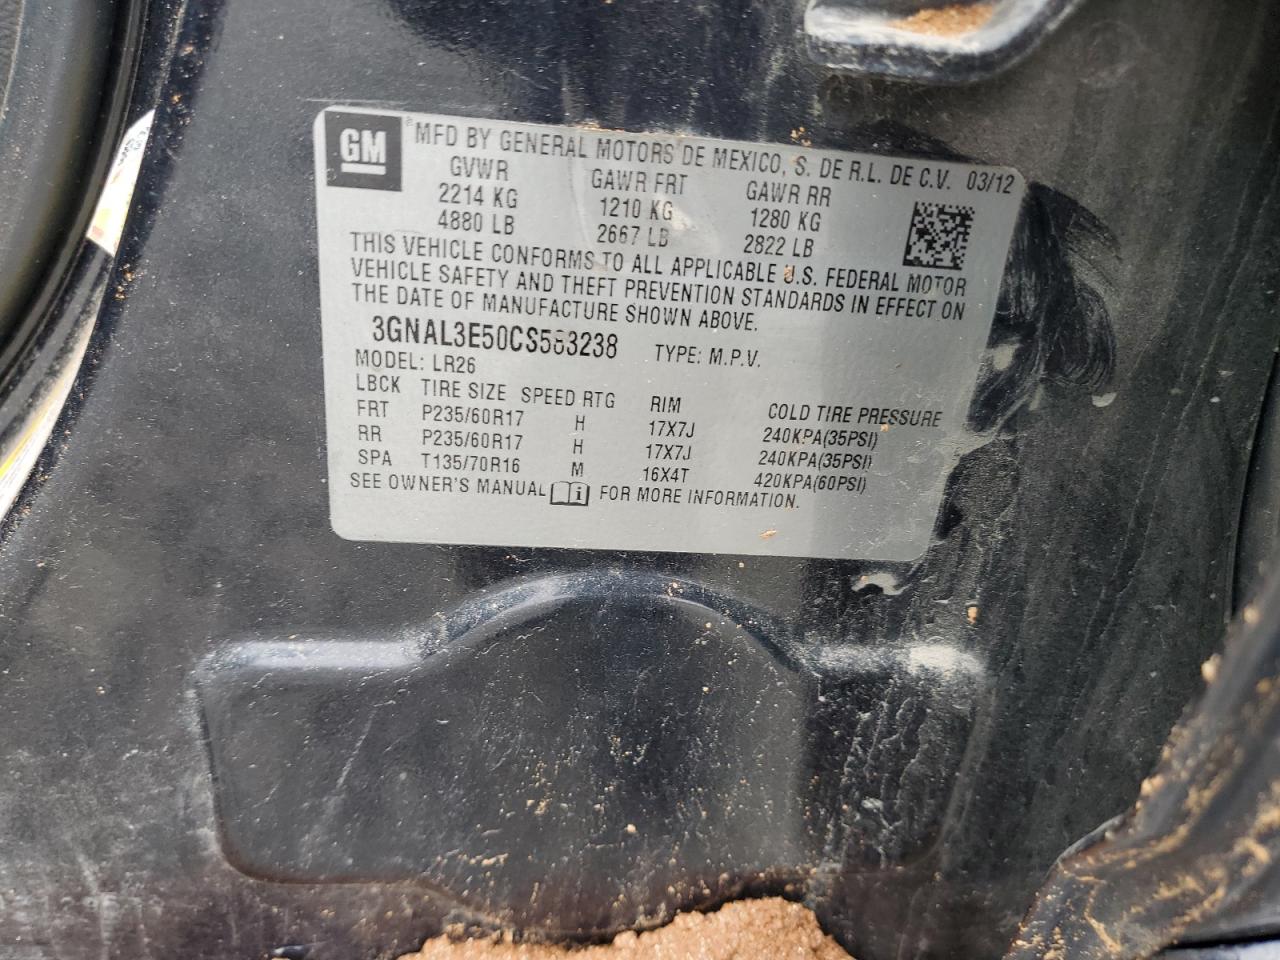 GM
® MFD BY GENERAL MOTORS DE MEXICO, S. DE R.L. DE C.V. 03/12
GVWR GAWR FRT GAWR RR
2214 KG 1210 KG 1280 KG
4880 LB 2667 LB 2822 LB
THIS VEHICLE CONFORMS TO ALL APPLICABLE U.S. FEDERAL MOTOR
VEHICLE SAFETY AND THEFT PREVENTION STANDARDS IN EFFECT ON
THE DATE OF MANUFACTURE SHOWN ABOVE.
TYPE: M.P.V.
MODEL: LR26
LBCK TIRE SIZE SPEED RTG RIM COLD TIRE PRESSURE
FRT P235/60R17 H 17X7J 240KPA(35PSI)
RR P235/60R17 H 17X7J 240KPA(35PSI)
SPA T135/70R16 M 16X4T 420KPA(60PSI)
SEE OWNER'S MANUAL i FOR MORE INFORMATION.